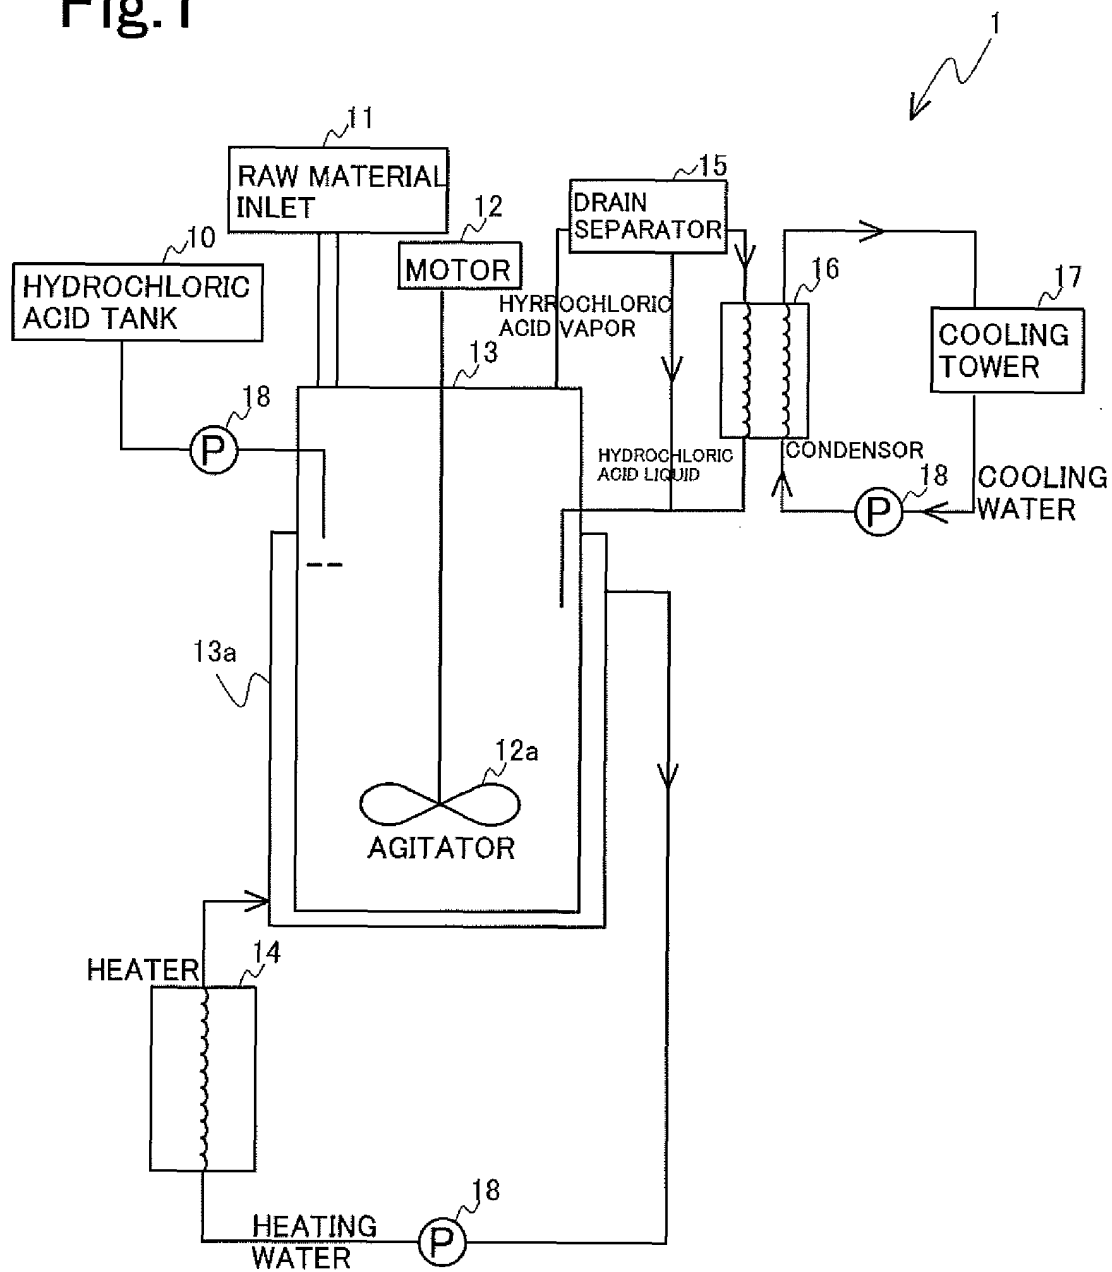 Fig.1
1
11
RAW MATERIAL
INLET
15
DRAIN
SEPARATOR
12
MOTOR
10
HYDROCHLORIC
ACID TANK
16
17
COOLING
TOWER
HYRROCHLORIC
ACID VAPOR
13
18
P
HYDROCHLORIC
ACID LIQUID
CONDENSOR
18
P
COOLING
WATER
13a
12a
AGITATOR
HEATER
14
18
P
HEATING
WATER